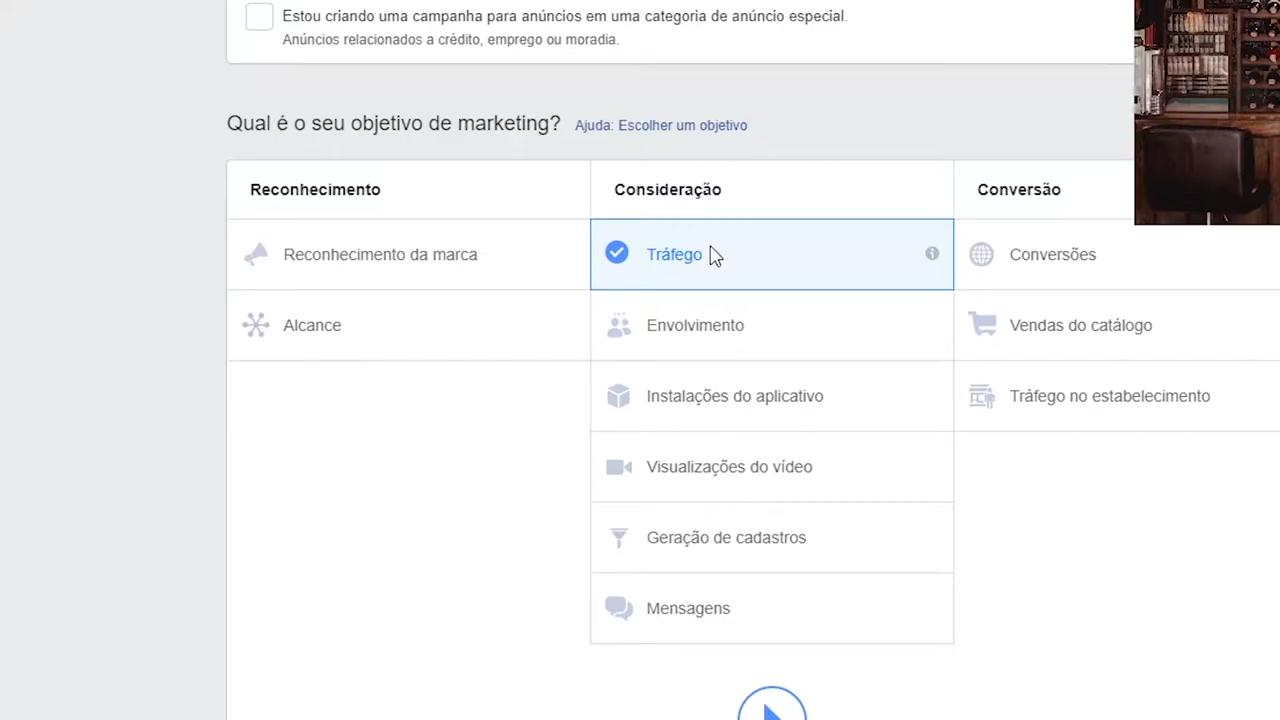 Estou criando uma campanha para anúncios em uma categoria de anúncio especial.
Anúncios relacionados a crédito, emprego ou moradia.
Qual é o seu objetivo de marketing? Ajuda: Escolher um objetivo
Reconhecimento Consideração Conversão
Reconhecimento da marca Tráfego Conversões
Alcance Envolvimento Vendas do catálogo
Instalações do aplicativo Tráfego no estabelecimento
Visualizações do vídeo
Geração de cadastros
Mensagens